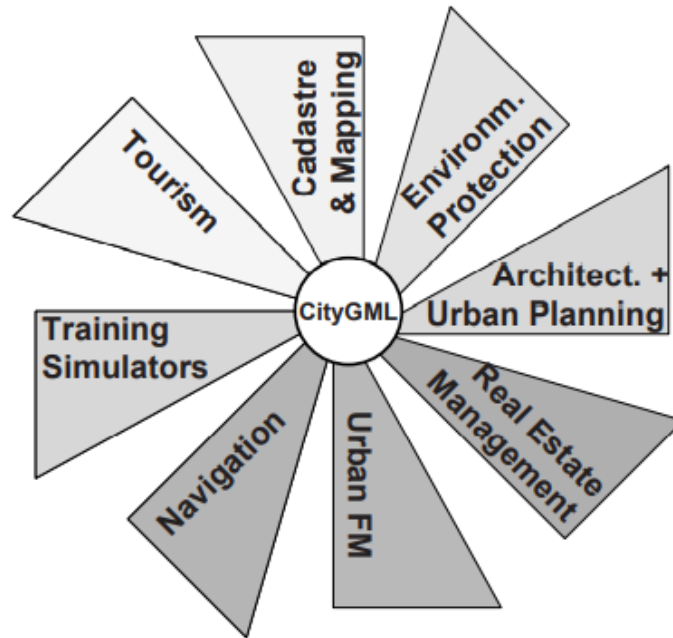 Cadastre
& Mapping
Environm.
Protection
Architect. +
Urban Planning
Real Estate
Management
Urban FM
Navigation
Training
Simulators
Tourism
CityGML